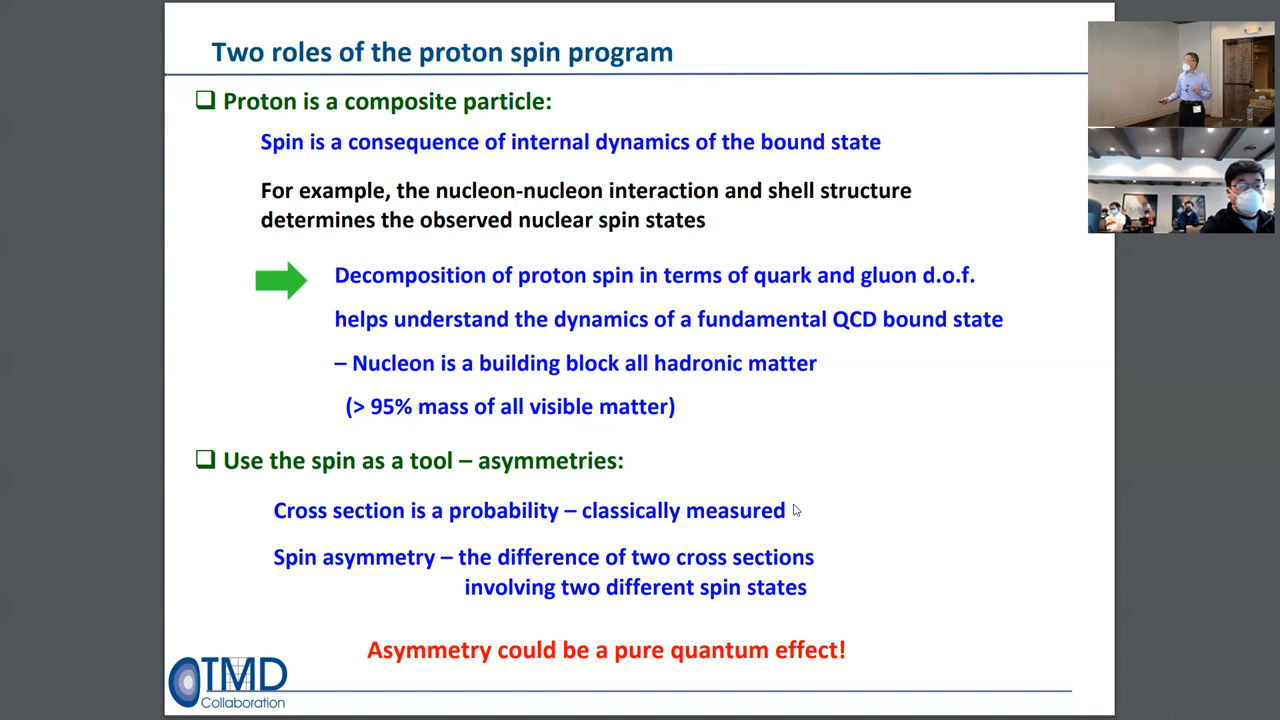 Two roles of the proton spin program
Proton is a composite particle:
Spin is a consequence of internal dynamics of the bound state
For example, the nucleon-nucleon interaction and shell structure
determines the observed nuclear spin states
Decomposition of proton spin in terms of quark and gluon d.o.f.
helps understand the dynamics of a fundamental QCD bound state
– Nucleon is a building block all hadronic matter
(> 95% mass of all visible matter)
Use the spin as a tool – asymmetries:
Cross section is a probability – classically measured
Spin asymmetry – the difference of two cross sections
involving two different spin states
Asymmetry could be a pure quantum effect!
TMD
Collaboration